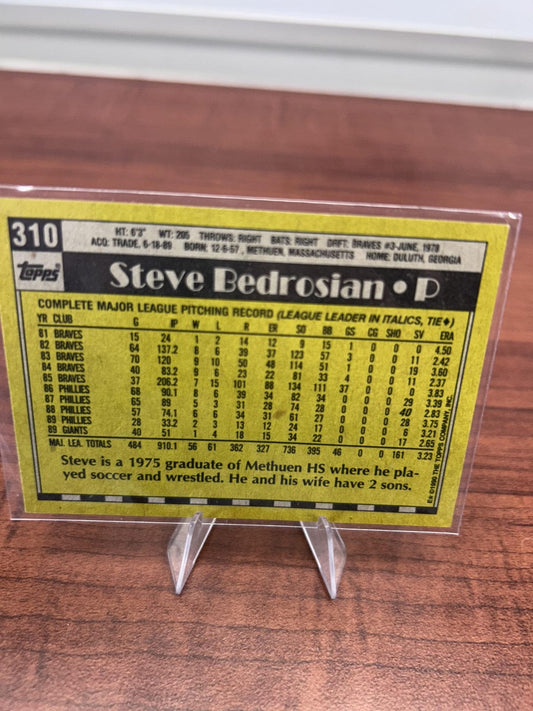 310
HT: 6'3" WT: 205 THROWS: RIGHT BATS: RIGHT DRFT: BRAVES #3-JUNE, 1978
ACQ: TRADE, 6-18-89 BORN: 12-6-57, METHUEN, MASSACHUSETTS HOME: DULUTH, GEORGIA
topps
Steve Bedrosian • P
COMPLETE MAJOR LEAGUE PITCHING RECORD (LEAGUE LEADER IN ITALICS, TIE♦)
YR CLUB G IP W L R ER SO BB GS CG SHO SV ERA
81 BRAVES 15 24 1 2 14 12 9 15 1 0 0 0 4.50
82 BRAVES 64 137.2 8 6 39 37 123 57 3 0 0 11 2.42
83 BRAVES 70 120 9 10 50 48 114 51 1 0 0 19 3.60
84 BRAVES 40 83.2 9 6 23 22 81 33 4 0 0 11 2.37
85 BRAVES 37 206.2 7 15 101 88 134 111 37 0 0 0 3.83
86 PHILLIES 68 90.1 8 6 39 34 82 34 0 0 0 29 3.39
87 PHILLIES 65 89 5 3 31 28 74 28 0 0 0 40 2.83
88 PHILLIES 57 74.1 6 6 34 31 61 27 0 0 0 28 3.75
89 PHILLIES 28 33.2 2 3 13 12 24 17 0 0 0 6 3.21
89 GIANTS 40 51 1 4 18 15 34 22 0 0 0 17 2.65
MAJ. LEA. TOTALS 484 910.1 56 61 362 327 736 395 46 0 0 161 3.23
Steve is a 1975 graduate of Methuen HS where he pla-
yed soccer and wrestled. He and his wife have 2 sons.
©1990 THE TOPPS COMPANY, INC.